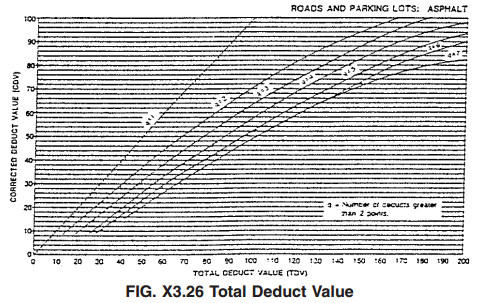 ROADS AND PARKING LOTS: ASPHALT
CORRECTED DEDUCT VALUE (CDV)
100
90
80
70
60
50
40
30
20
10
0
q=1
q=2
q=3
q=4
q=5
q=6
q=7
q = Number of deducts greater
than 2 points.
0 10 20 30 40 50 60 70 80 90 100 110 120 130 140 150 160 170 180 190 200
TOTAL DEDUCT VALUE (TDV)
FIG. X3.26 Total Deduct Value